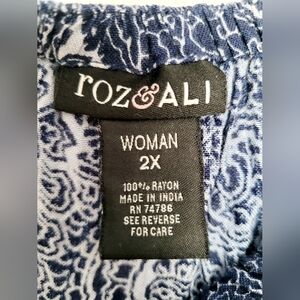 roz&ALI
WOMAN
2X
100% RAYON
MADE IN INDIA
RN 74786
SEE REVERSE
FOR CARE